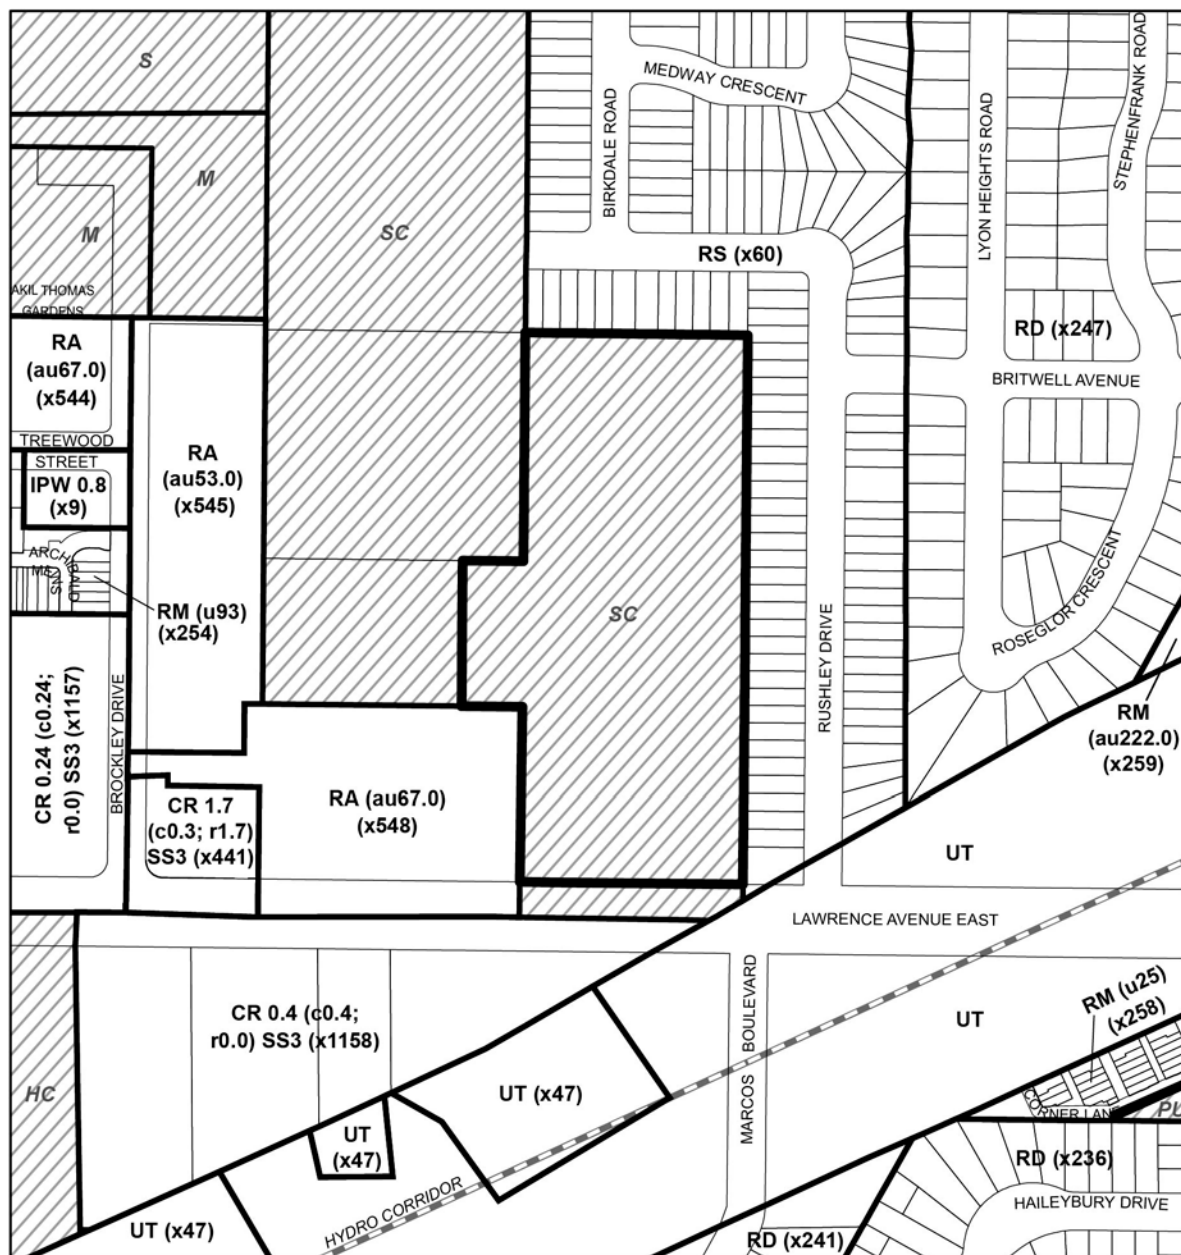 S
MEDWAY CRESCENT
BIRKDALE ROAD
LYON HEIGHTS ROAD
STEPHENFRANK ROAD
M
M
SC
RS (x60)
AKIL THOMAS
GARDENS
RA
(au67.0)
(x544)
RD (x247)
BRITWELL AVENUE
TREEWOOD
STREET
IPW 0.8
(x9)
RA
(au53.0)
(x545)
ARCHIBALD
MEWS
RM (u93)
(x254)
SC
RUSHLEY DRIVE
ROSEGLOR CRESCENT
CR 0.24 (c0.24;
r0.0) SS3 (x1157)
BROCKLEY DRIVE
RM
(au222.0)
(x259)
CR 1.7
(c0.3; r1.7)
SS3 (x441)
RA (au67.0)
(x548)
UT
LAWRENCE AVENUE EAST
CR 0.4 (c0.4;
r0.0) SS3 (x1158)
MARCOS BOULEVARD
UT
RM (u25)
(x258)
HC
UT (x47)
UT
(x47)
CORNER LANE
RD (x236)
HAILEYBURY DRIVE
HYDRO CORRIDOR
UT (x47)
RD (x241)